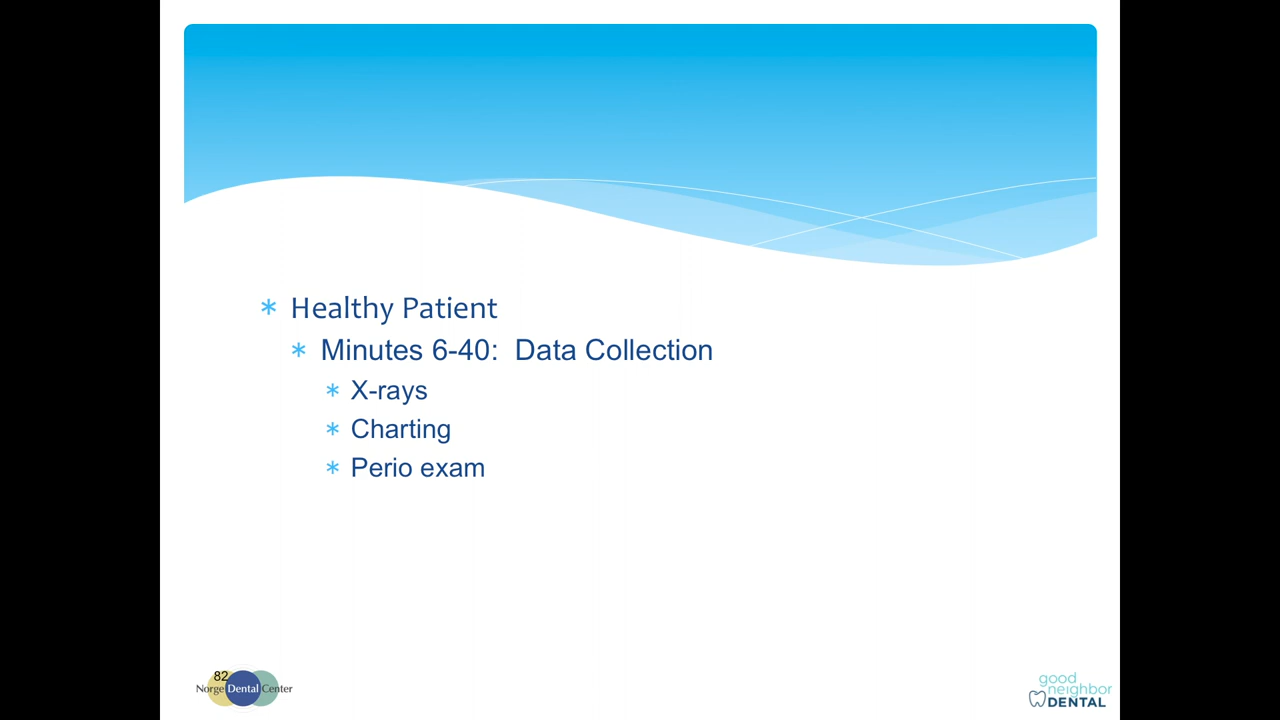 * Healthy Patient
* Minutes 6-40: Data Collection
* X-rays
* Charting
* Perio exam
82
Norge Dental Center
good
neighbor
DENTAL